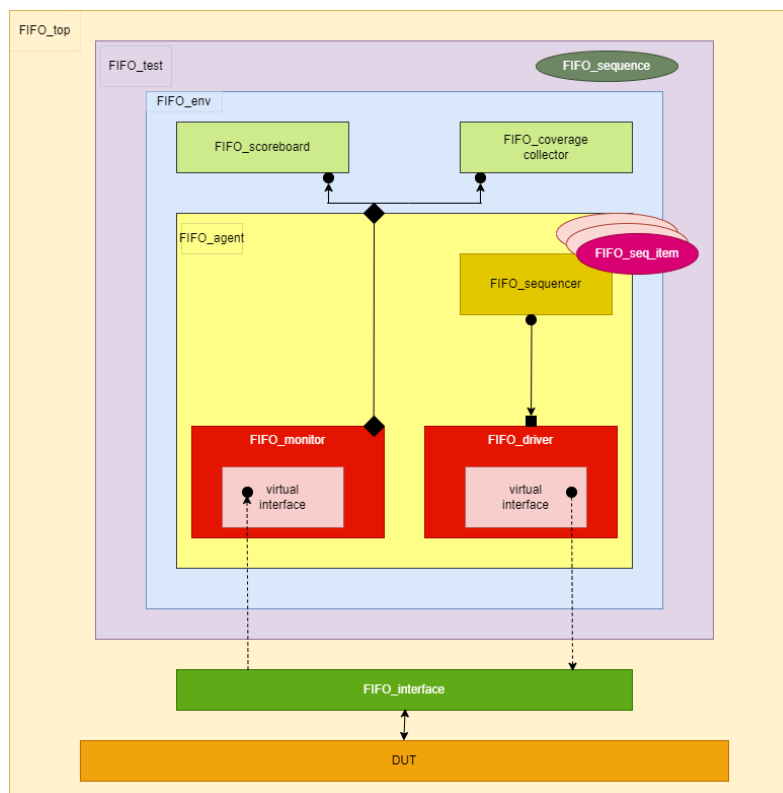 FIFO_top
FIFO_test
FIFO_sequence
FIFO_env
FIFO_scoreboard
FIFO_coverage
collector
FIFO_agent
FIFO_seq_item
FIFO_sequencer
FIFO_monitor
FIFO_driver
virtual
interface
virtual
interface
FIFO_interface
DUT